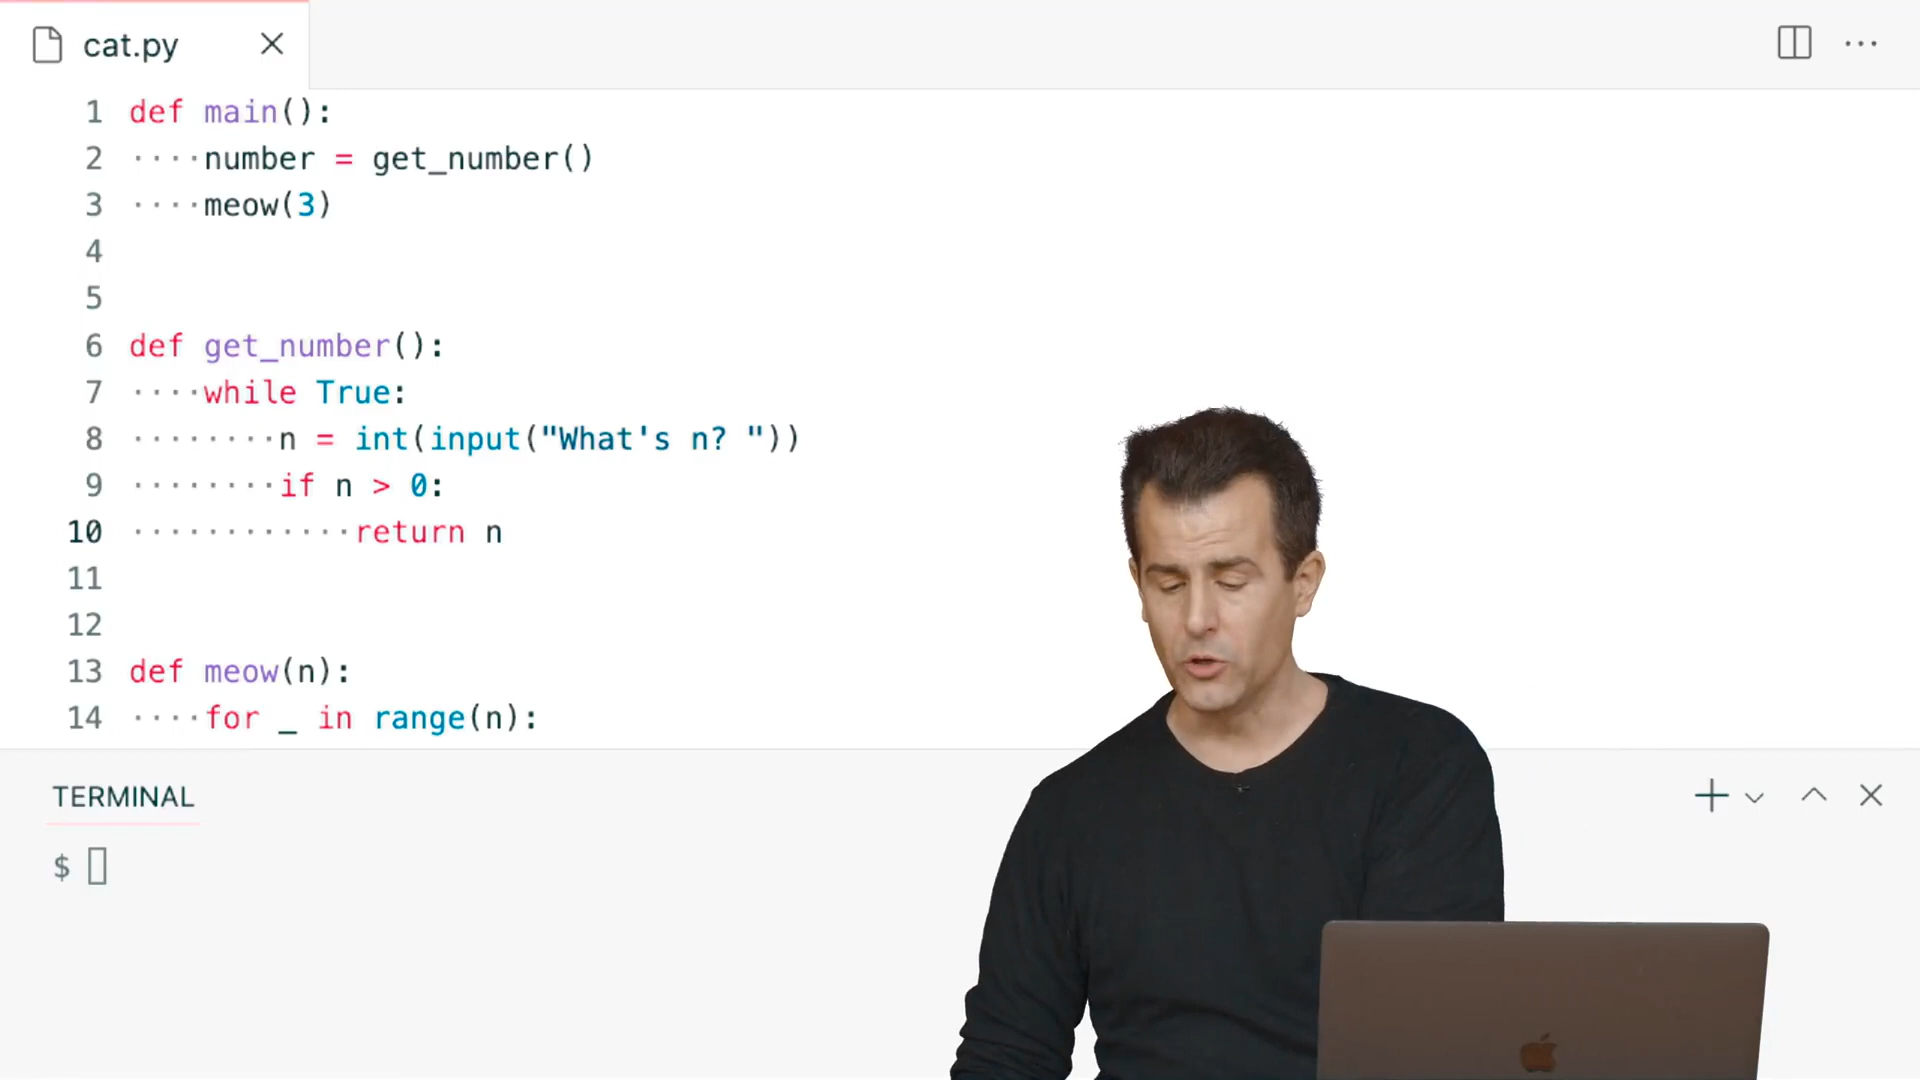 cat.py
1 def main():
2 ····number = get_number()
3 ····meow(3)
4
5
6 def get_number():
7 ····while True:
8 ········n = int(input("What's n? "))
9 ········if n > 0:
10 ············return n
11
12
13 def meow(n):
14 ····for _ in range(n):
TERMINAL
$